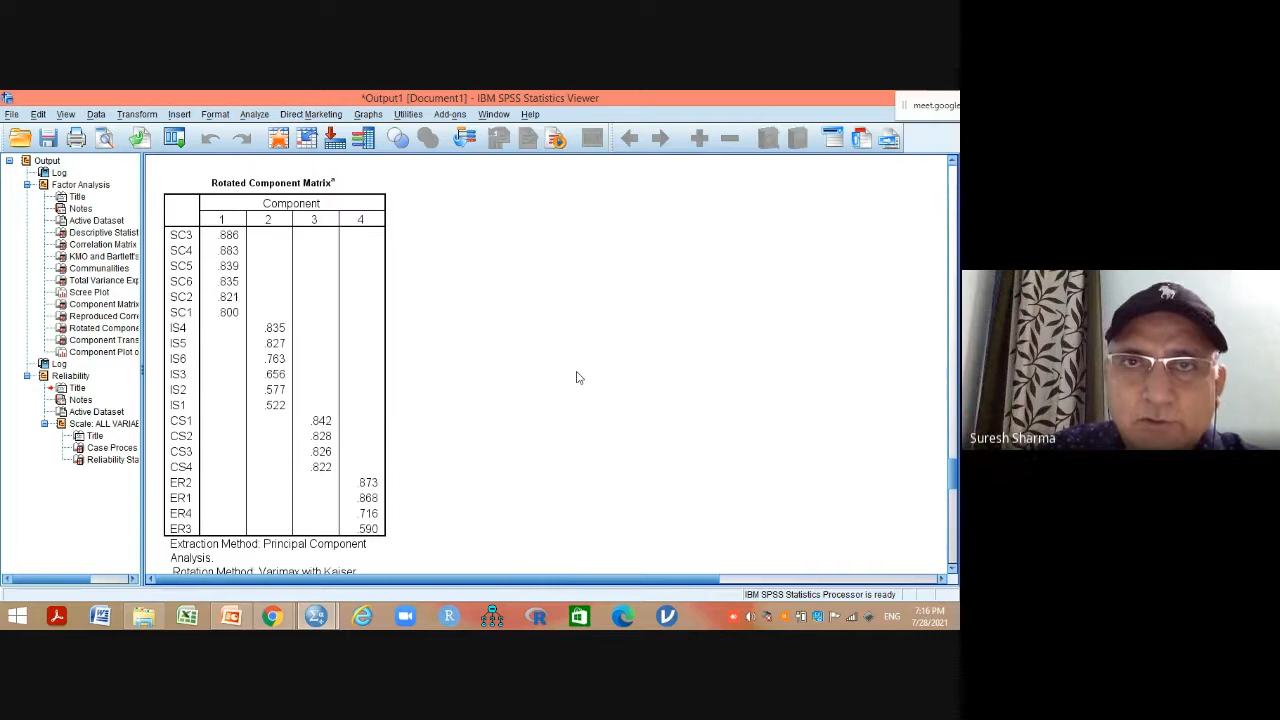 *Output1 [Document1] - IBM SPSS Statistics Viewer
meet.google
File Edit View Data Transform Insert Format Analyze Direct Marketing Graphs Utilities Add-ons Window Help
Output
Log
Factor Analysis
Title
Notes
Active Dataset
Descriptive Statist
Correlation Matrix
KMO and Bartlett's
Communalities
Total Variance Exp
Scree Plot
Component Matrix
Reproduced Corre
Rotated Compone
Component Trans
Component Plot o
Log
Reliability
Title
Notes
Active Dataset
Scale: ALL VARIAB
Title
Case Proces
Reliability Sta
Rotated Component Matrixa
Component
1 2 3 4
SC3 .886
SC4 .883
SC5 .839
SC6 .835
SC2 .821
SC1 .800
IS4 .835
IS5 .827
IS6 .763
IS3 .656
IS2 .577
IS1 .522
CS1 .842
CS2 .828
CS3 .826
CS4 .822
ER2 .873
ER1 .868
ER4 .716
ER3 .590
Extraction Method: Principal Component
Analysis.
Rotation Method: Varimax with Kaiser
IBM SPSS Statistics Processor is ready
ENG
7:16 PM
7/28/2021
Suresh Sharma